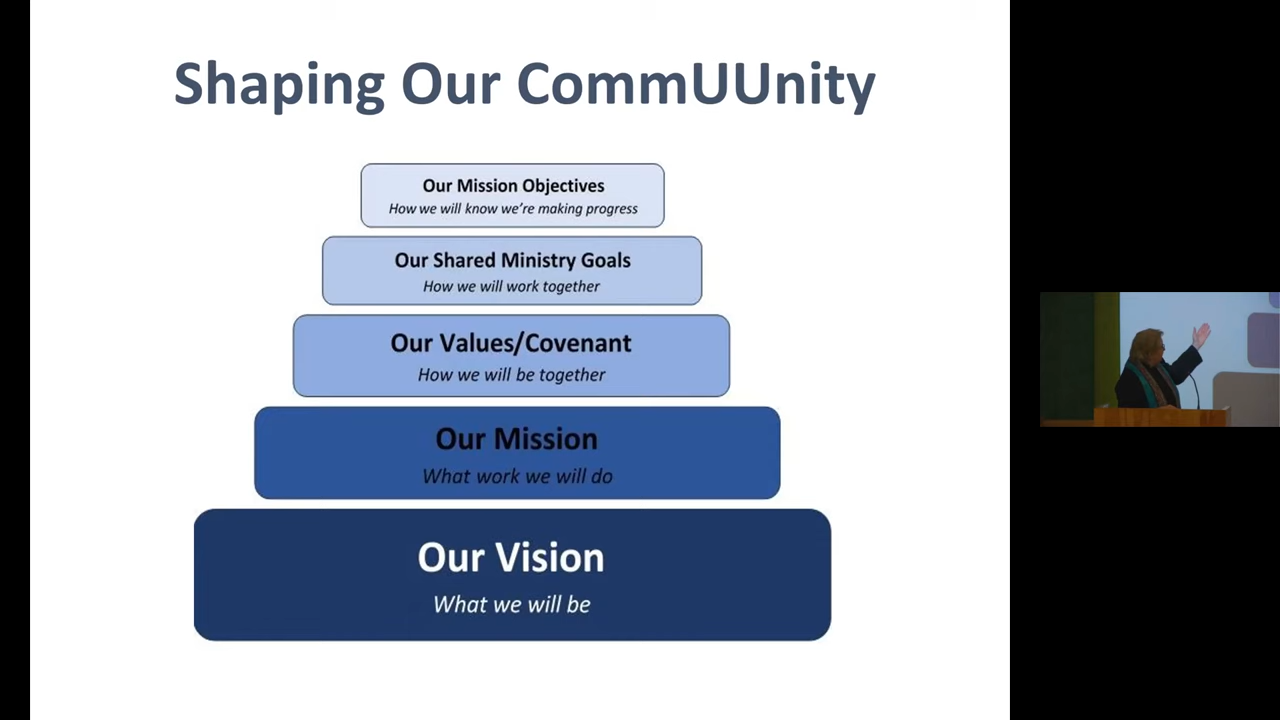 Shaping Our CommUUnity
Our Mission Objectives
How we will know we're making progress
Our Shared Ministry Goals
How we will work together
Our Values/Covenant
How we will be together
Our Mission
What work we will do
Our Vision
What we will be